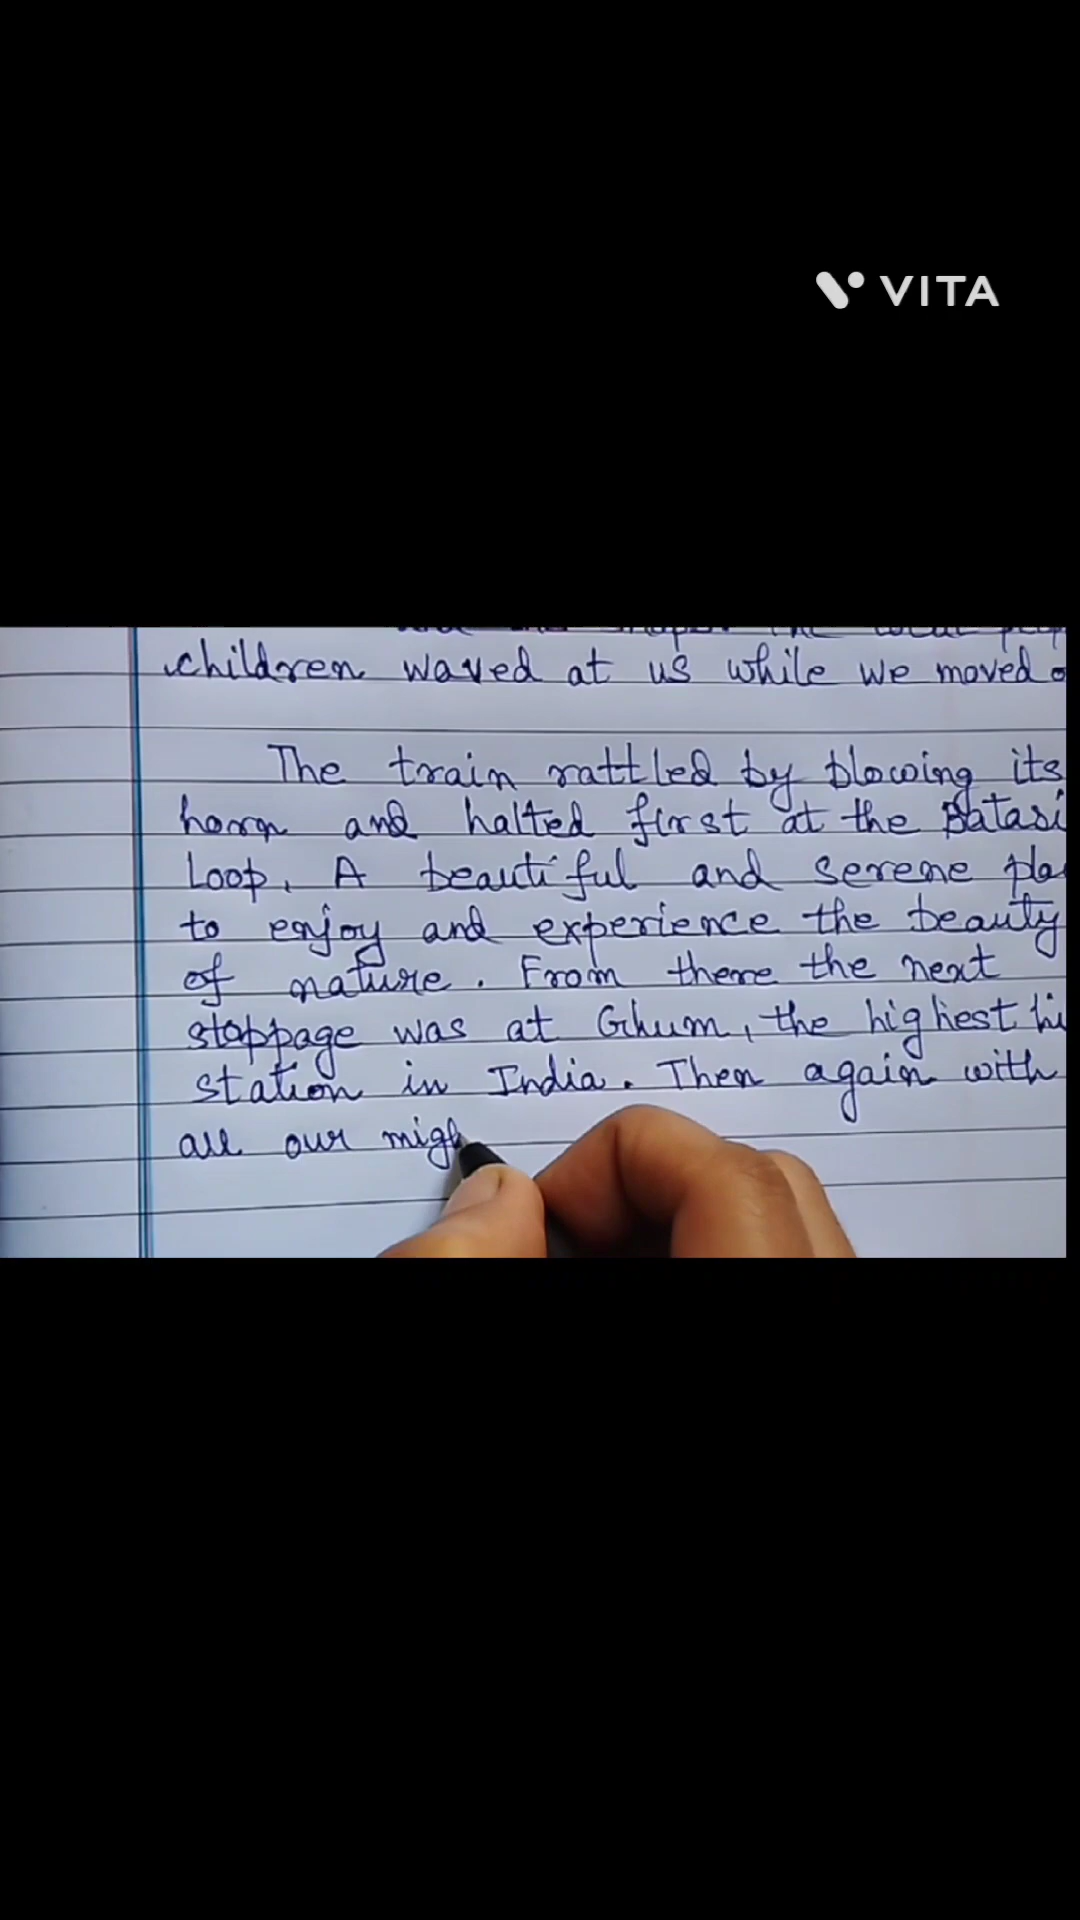 VITA
children waved at us while we moved
The train rattled by blowing its
horn and halted first at the Batasi
Loop. A beautiful and serene
to enjoy and experience the beauty
of nature. From there the next
stoppage was at Ghum, the highest
station in India. Then again with
all our